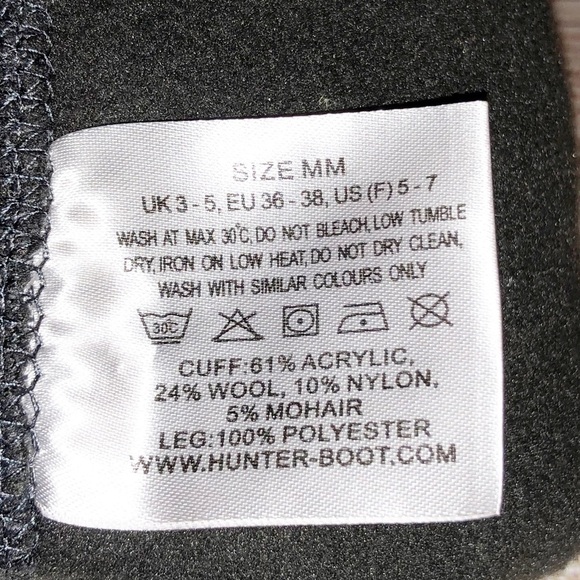 SIZE MM
UK 3 - 5, EU 36 - 38, US (F) 5 - 7
WASH AT MAX 30°C, DO NOT BLEACH, LOW TUMBLE
DRY, IRON ON LOW HEAT, DO NOT DRY CLEAN,
WASH WITH SIMILAR COLOURS ONLY
30C
CUFF:61% ACRYLIC,
24% WOOL, 10% NYLON,
5% MOHAIR
LEG:100% POLYESTER
WWW.HUNTER-BOOT.COM